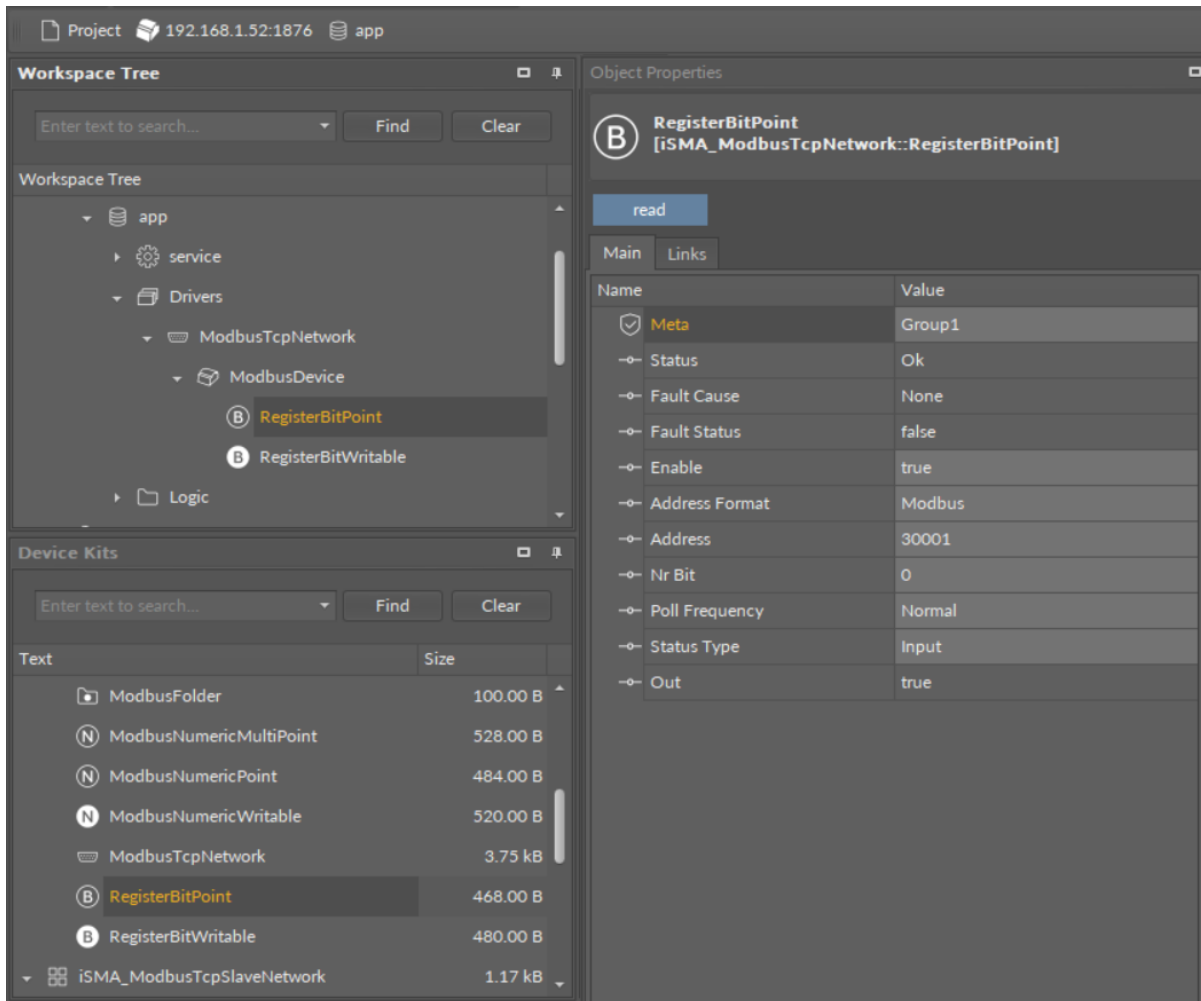 Project 192.168.1.52:1876 app
Workspace Tree
Enter text to search... Find Clear
Workspace Tree
app
service
Drivers
ModbusTcpNetwork
ModbusDevice
RegisterBitPoint
RegisterBitWritable
Logic
Device Kits
Enter text to search... Find Clear
Text Size
ModbusFolder 100.00 B
ModbusNumericMultiPoint 528.00 B
ModbusNumericPoint 484.00 B
ModbusNumericWritable 520.00 B
ModbusTcpNetwork 3.75 kB
RegisterBitPoint 468.00 B
RegisterBitWritable 480.00 B
iSMA_ModbusTcpSlaveNetwork 1.17 kB
Object Properties
RegisterBitPoint
[iSMA_ModbusTcpNetwork::RegisterBitPoint]
read
Main Links
Name Value
Meta Group1
Status Ok
Fault Cause None
Fault Status false
Enable true
Address Format Modbus
Address 30001
Nr Bit 0
Poll Frequency Normal
Status Type Input
Out true